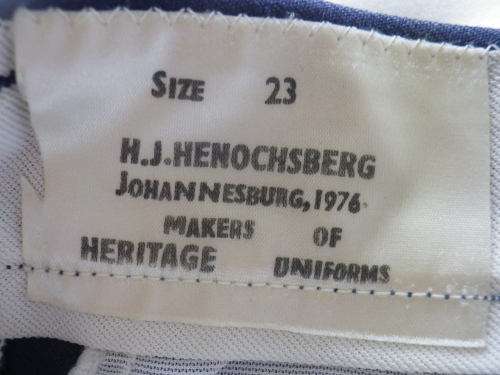 SIZE 23
H.J.HENOCHSBERG
JOHANNESBURG,1976
MAKERS OF
HERITAGE UNIFORMS